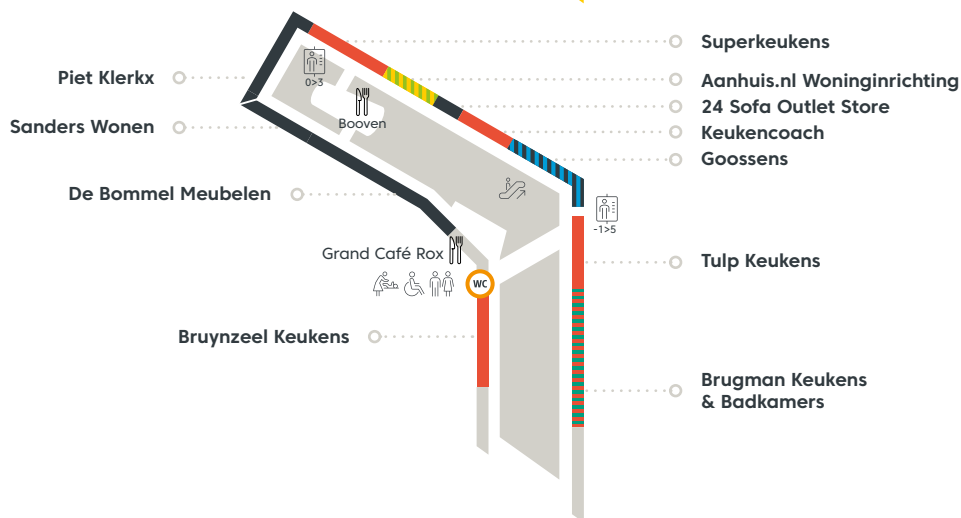 Superkeukens
Piet Klerkx
Aanhuis.nl Woninginrichting
0>3
24 Sofa Outlet Store
Booven
Sanders Wonen
Keukencoach
Goossens
De Bommel Meubelen
-1>5
Grand Café Rox
Tulp Keukens
WC
Bruynzeel Keukens
Brugman Keukens
& Badkamers